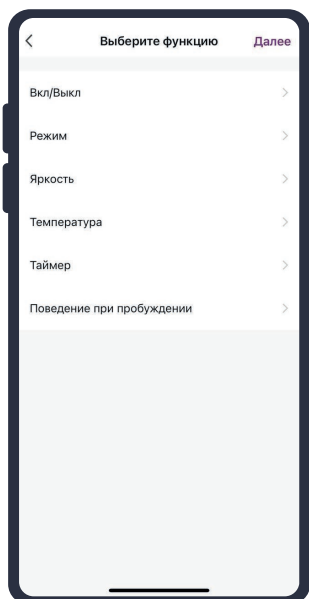 Выберите функцию
Далее
Вкл/Выкл
Режим
Яркость
Температура
Таймер
Поведение при пробуждении